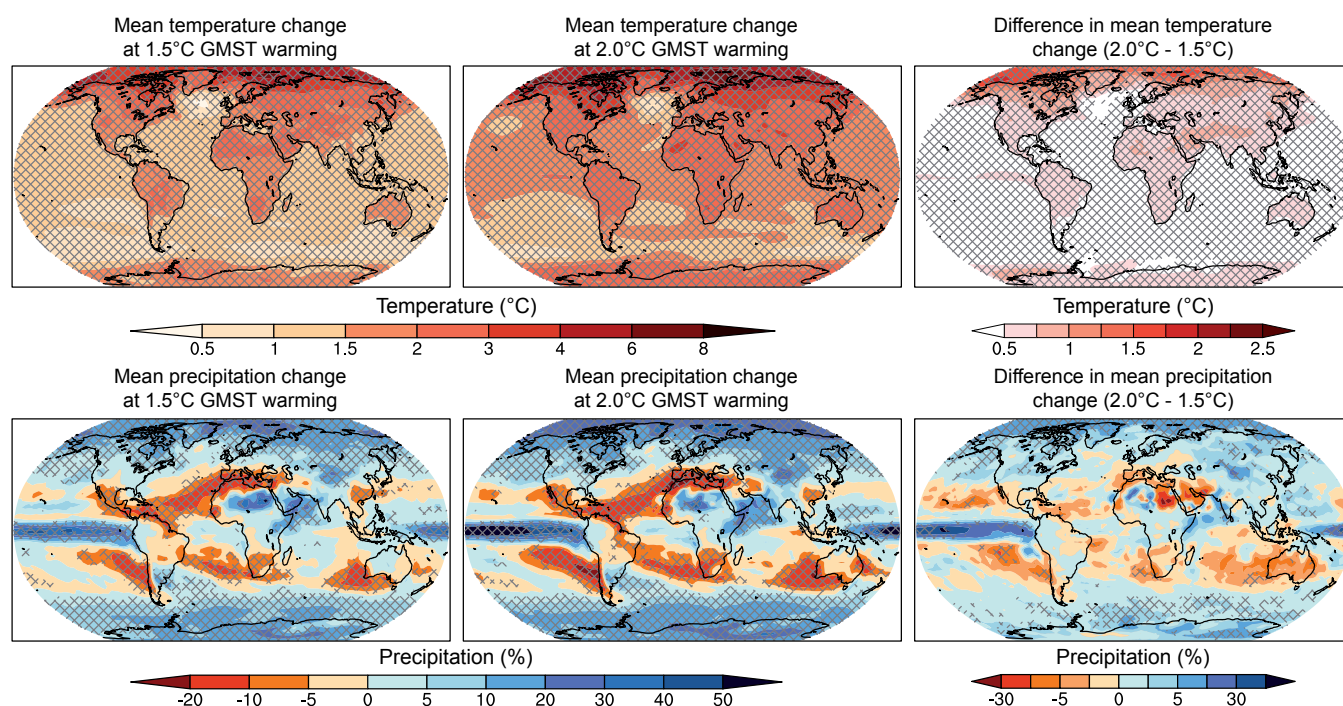 Mean temperature change
at 1.5°C GMST warming
Mean temperature change
at 2.0°C GMST warming
Difference in mean temperature
change (2.0°C - 1.5°C)
Temperature (°C)
0.5 1 1.5 2 3 4 6 8
Temperature (°C)
0.5 1 1.5 2 2.5
Mean precipitation change
at 1.5°C GMST warming
Mean precipitation change
at 2.0°C GMST warming
Difference in mean precipitation
change (2.0°C - 1.5°C)
Precipitation (%)
-20 -10 -5 0 5 10 20 30 40 50
Precipitation (%)
-30 -5 0 5 30